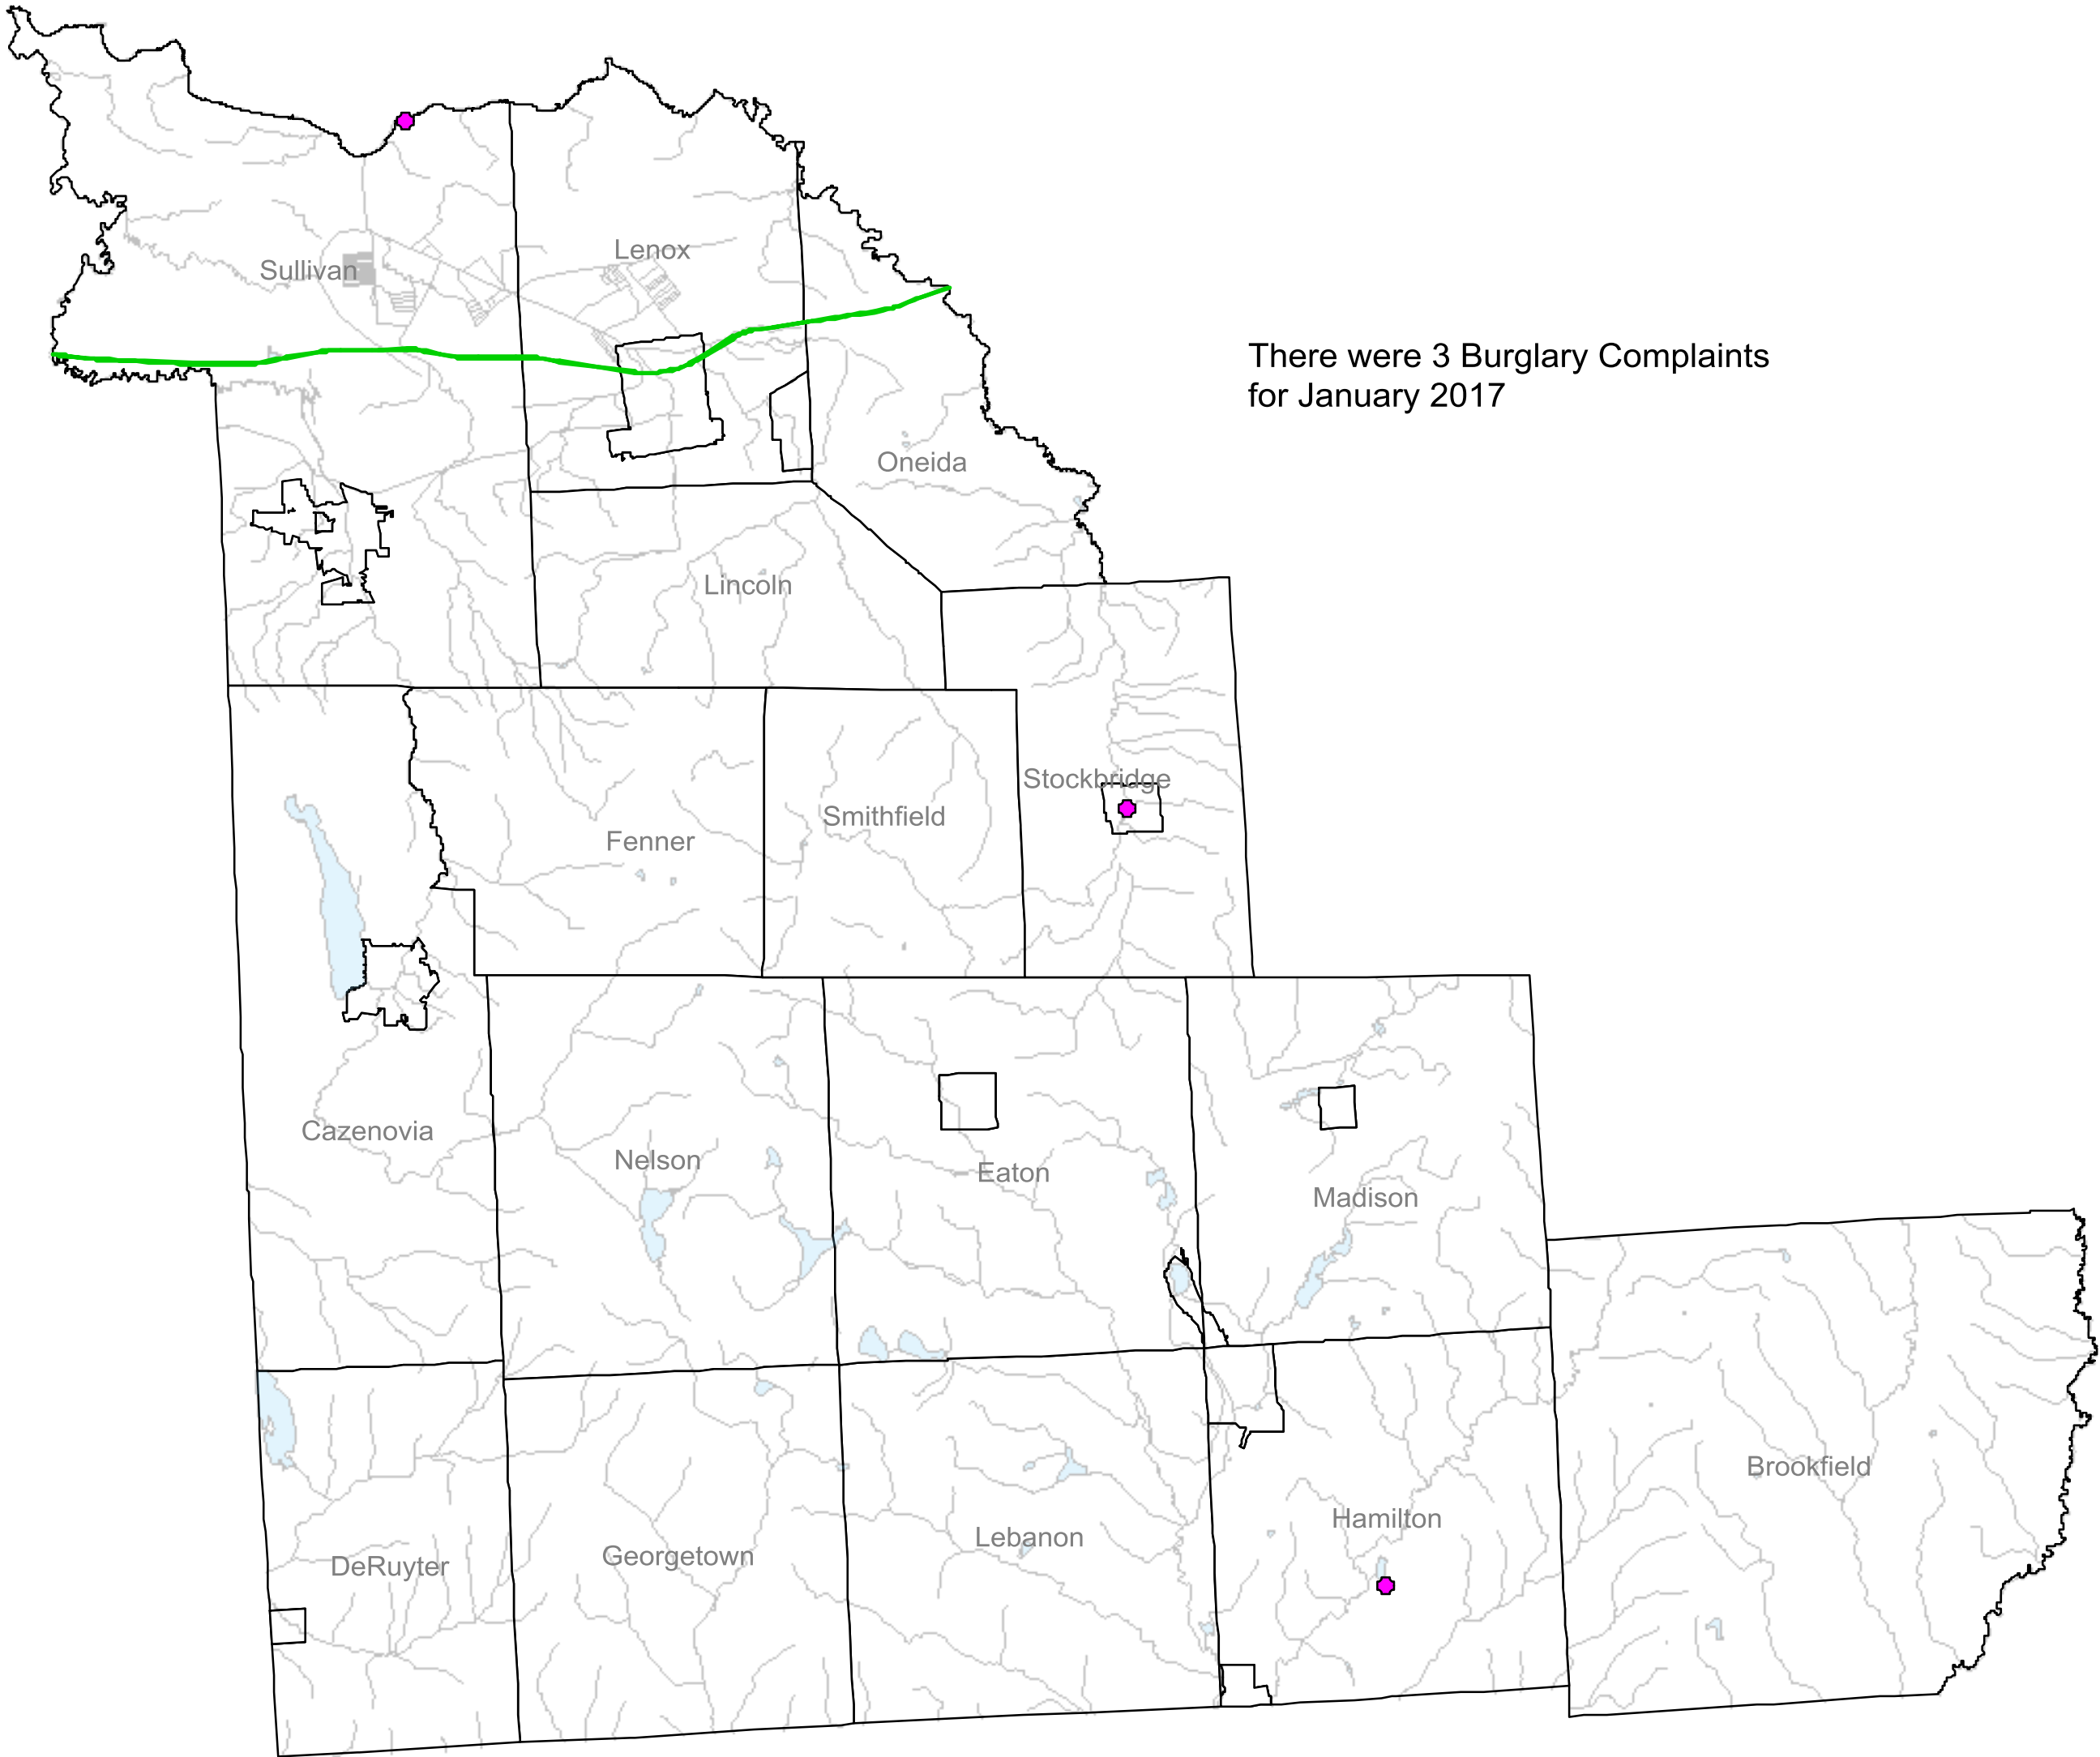 Lenox
Sullivan
There were 3 Burglary Complaints
for January 2017
Oneida
Lincoln
Stockbridge
Smithfield
Fenner
Cazenovia
Nelson
Eaton
Madison
Brookfield
Hamilton
Lebanon
Georgetown
DeRuyter